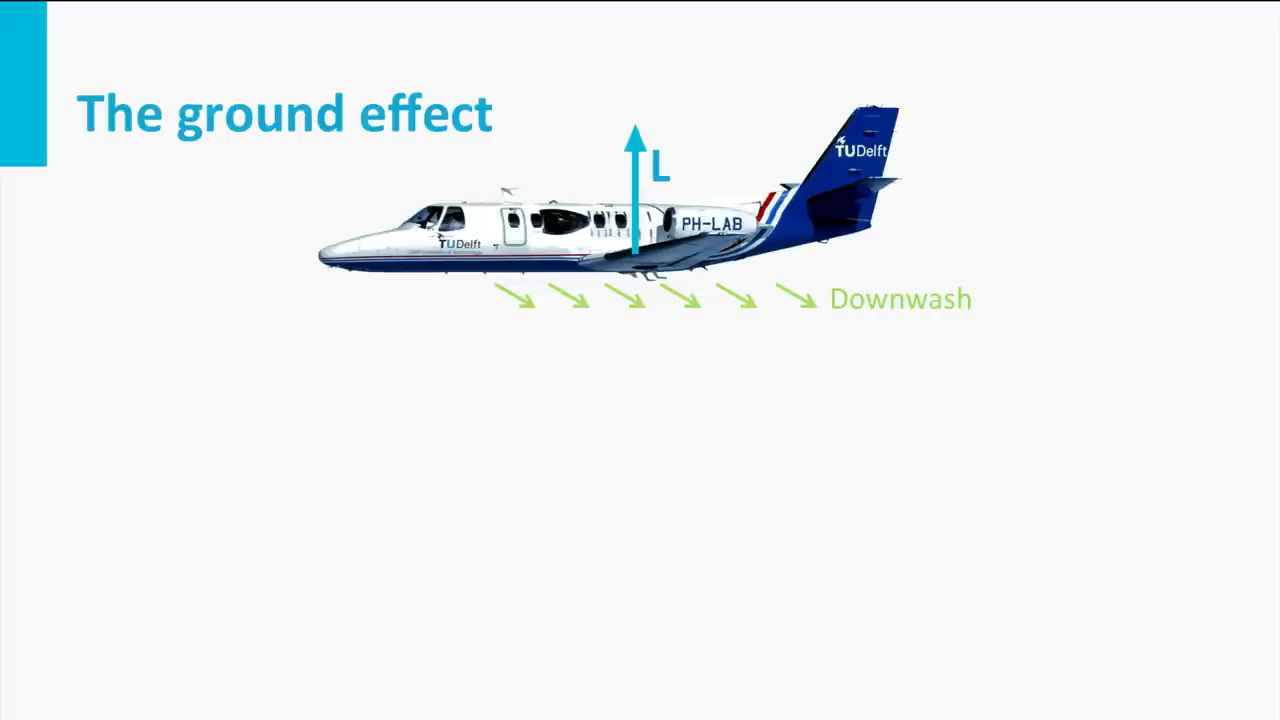 The ground effect
L
TUDelft
PH-LAB
TUDelft
Downwash